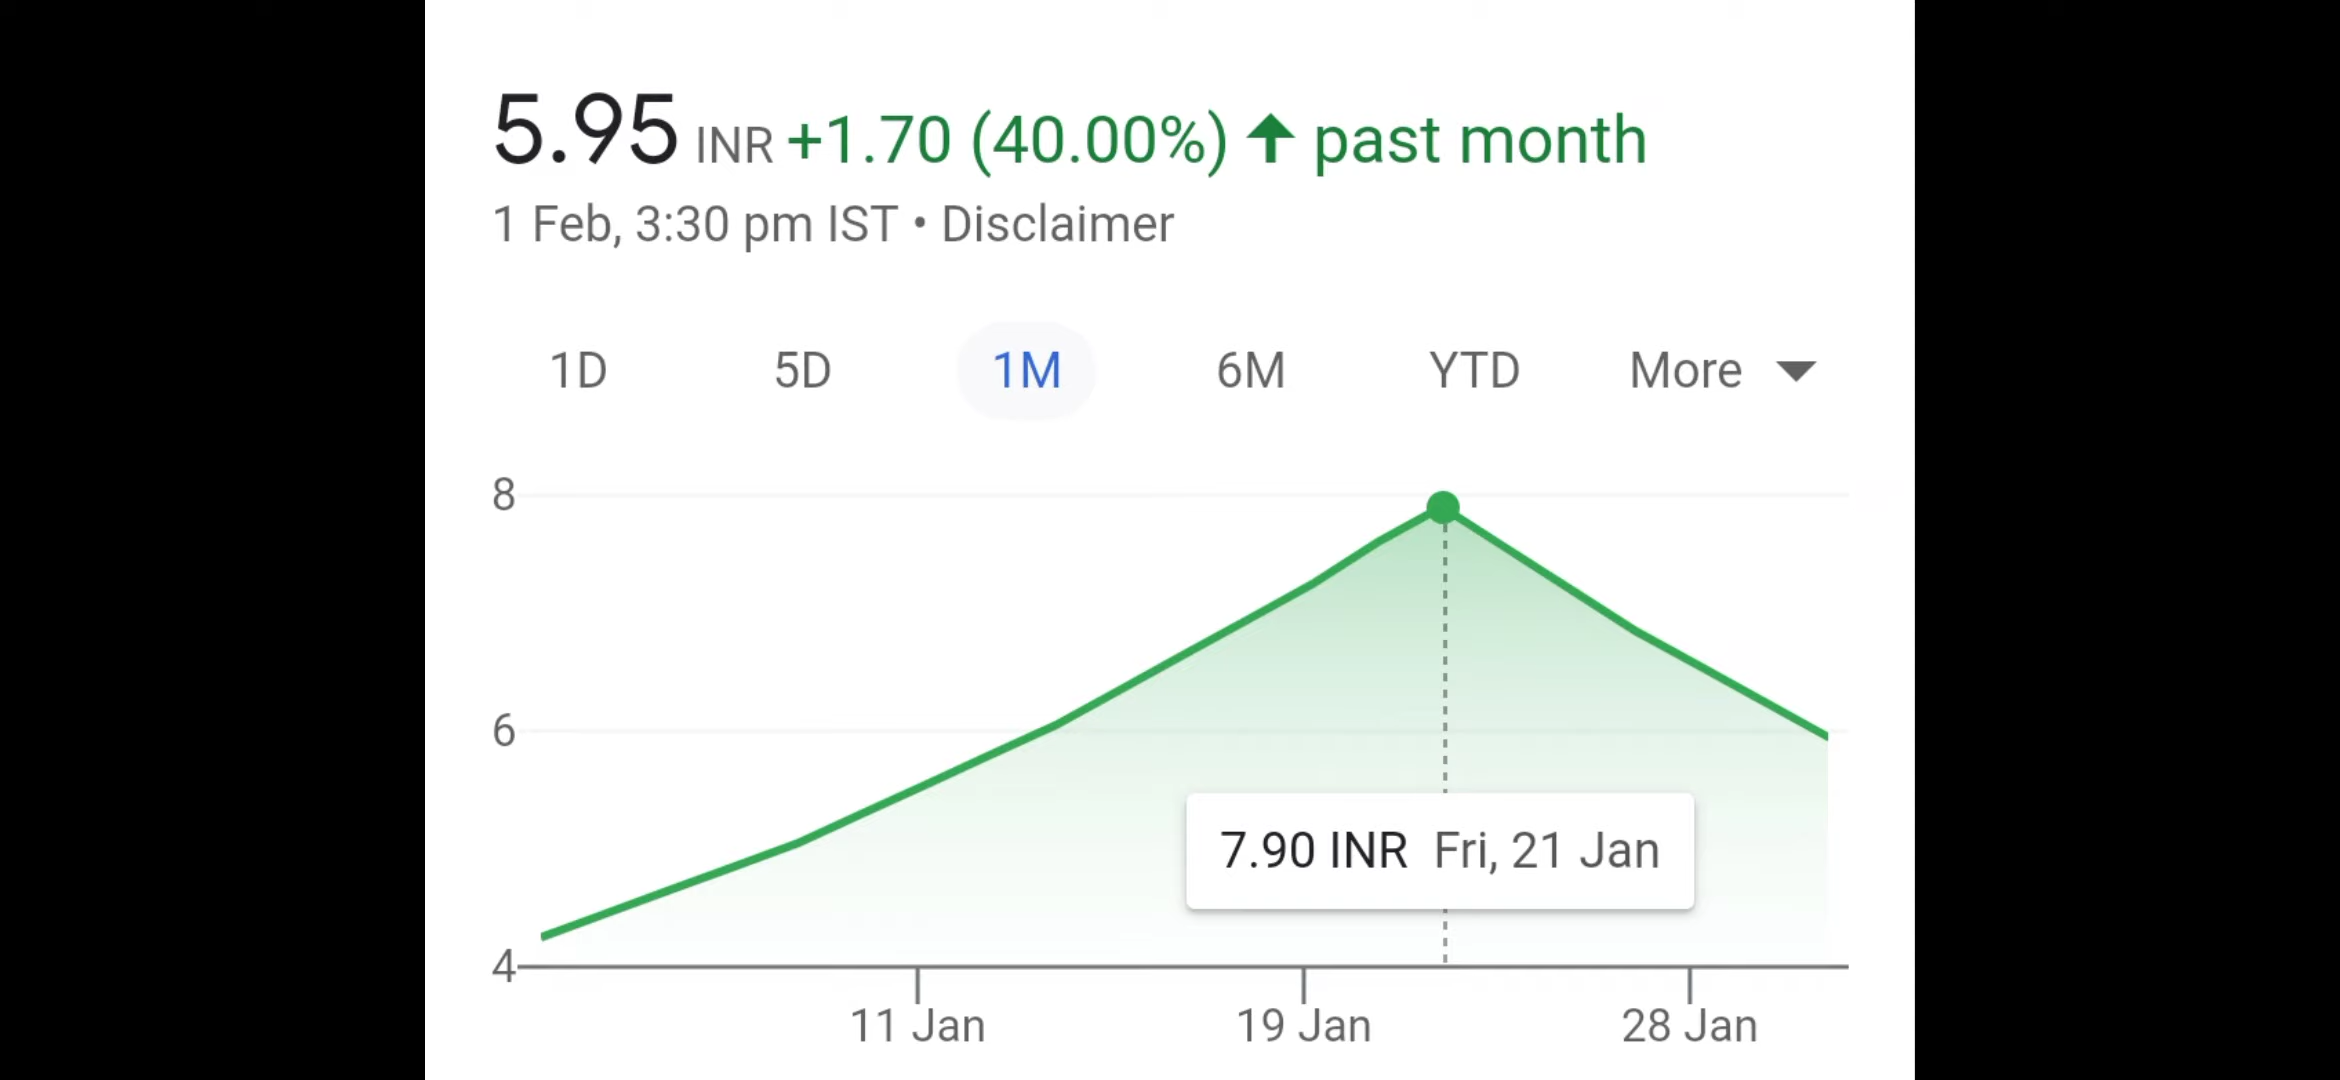 5.95 INR +1.70 (40.00%) ↑ past month
1 Feb, 3:30 pm IST • Disclaimer
1D 5D 1M 6M YTD More
8
6
7.90 INR Fri, 21 Jan
4
11 Jan 19 Jan 28 Jan